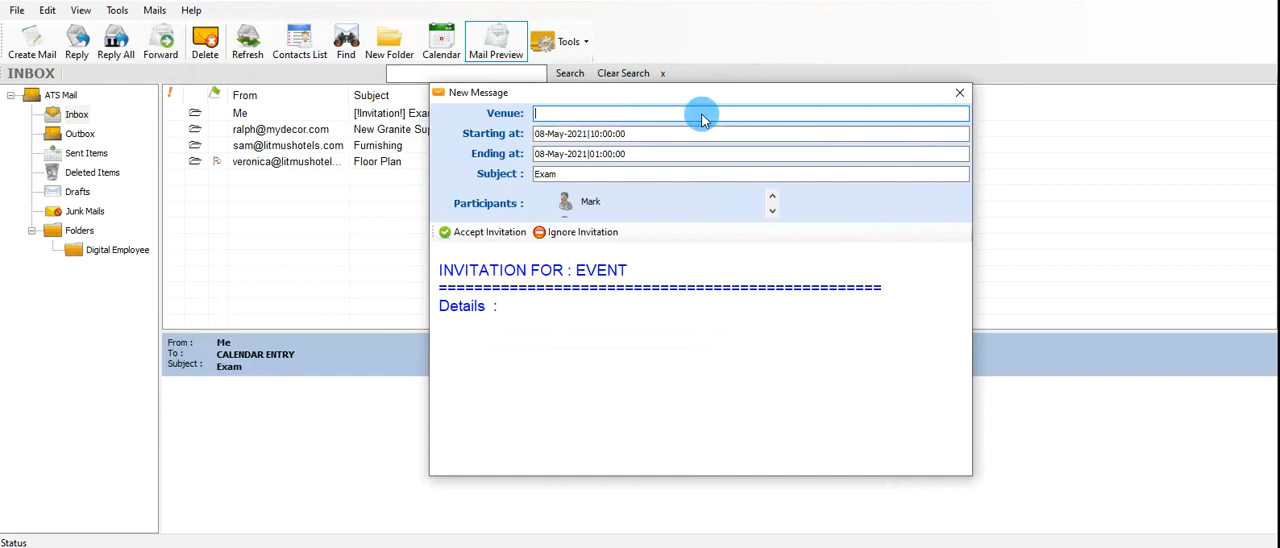 File Edit View Tools Mails Help
Create Mail Reply Reply All Forward Delete Refresh Contacts List Find New Folder Calendar Mail Preview Tools
INBOX Search Clear Search x
ATS Mail
Inbox
Outbox
Sent Items
Deleted Items
Drafts
Junk Mails
Folders
Digital Employee
! From Subject
Me [!Invitation!] Exa
ralph@mydecor.com New Granite Sup
sam@litmushotels.com Furnishing
veronica@litmushotel... Floor Plan
From : Me
To : CALENDAR ENTRY
Subject : Exam
New Message
Venue:
Starting at: 08-May-2021|10:00:00
Ending at: 08-May-2021|01:00:00
Subject : Exam
Participants : Mark
Accept Invitation Ignore Invitation
INVITATION FOR : EVENT
==================================================
Details :
Status